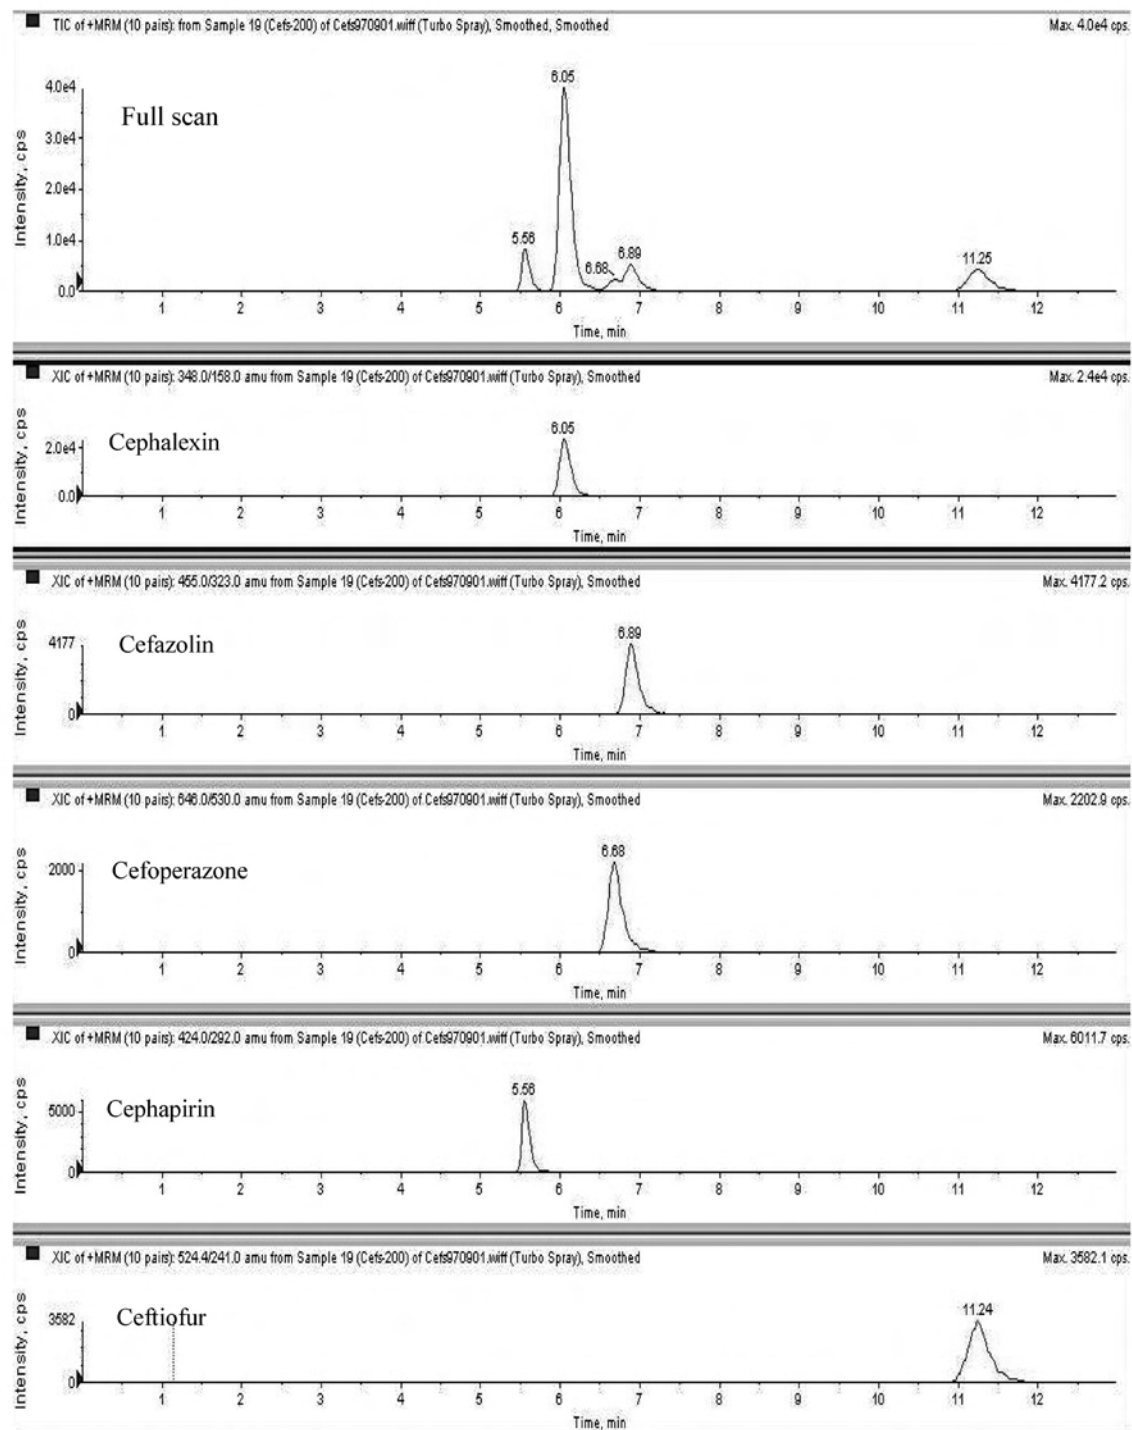 TIC of +MRM (10 pairs): from Sample 19 (Cefs-200) of Cefs970901.wiff (Turbo Spray), Smoothed, Smoothed Max. 4.0e4 cps.
Full scan
Intensity, cps
4.0e4
3.0e4
2.0e4
1.0e4
0.0
5.56 6.05 6.68 6.89 11.25
1 2 3 4 5 6 7 8 9 10 11 12
Time, min
XIC of +MRM (10 pairs): 348.0/158.0 amu from Sample 19 (Cefs-200) of Cefs970901.wiff (Turbo Spray), Smoothed Max. 2.4e4 cps.
Cephalexin
Intensity, cps
2.0e4
0.0
6.05
1 2 3 4 5 6 7 8 9 10 11 12
Time, min
XIC of +MRM (10 pairs): 455.0/323.0 amu from Sample 19 (Cefs-200) of Cefs970901.wiff (Turbo Spray), Smoothed Max. 4177.2 cps.
Cefazolin
Intensity, cps
4177
0
6.89
1 2 3 4 5 6 7 8 9 10 11 12
Time, min
XIC of +MRM (10 pairs): 646.0/530.0 amu from Sample 19 (Cefs-200) of Cefs970901.wiff (Turbo Spray), Smoothed Max. 2202.9 cps.
Cefoperazone
Intensity, cps
2000
0
6.68
1 2 3 4 5 6 7 8 9 10 11 12
Time, min
XIC of +MRM (10 pairs): 424.0/292.0 amu from Sample 19 (Cefs-200) of Cefs970901.wiff (Turbo Spray), Smoothed Max. 6011.7 cps.
Cephapirin
Intensity, cps
5000
0
5.56
1 2 3 4 5 6 7 8 9 10 11 12
Time, min
XIC of +MRM (10 pairs): 524.4/241.0 amu from Sample 19 (Cefs-200) of Cefs970901.wiff (Turbo Spray), Smoothed Max. 3582.1 cps.
Ceftiofur
Intensity, cps
3582
0
11.24
1 2 3 4 5 6 7 8 9 10 11 12
Time, min